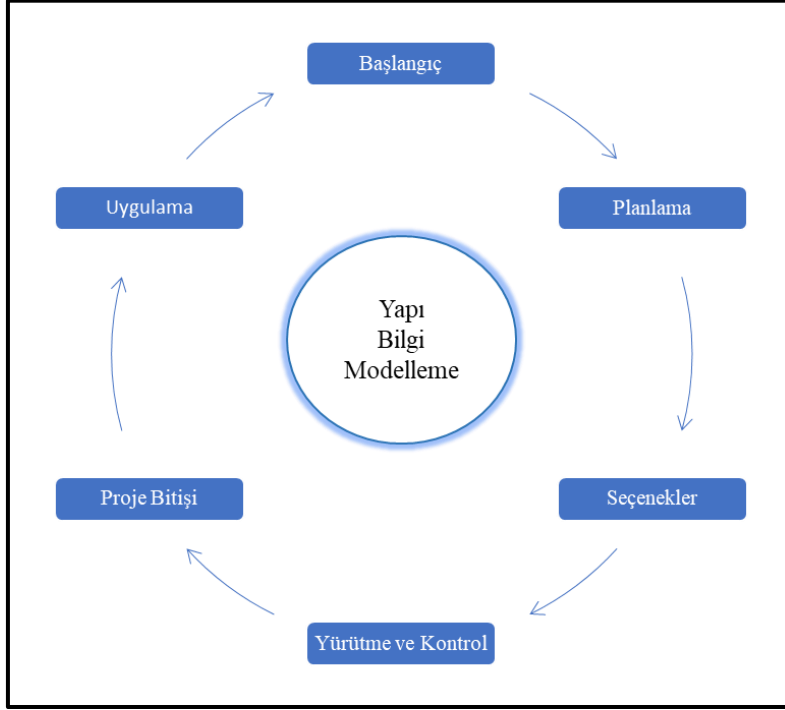 Başlangıç
Planlama
Seçenekler
Yürütme ve Kontrol
Proje Bitişi
Uygulama
Yapı
Bilgi
Modelleme